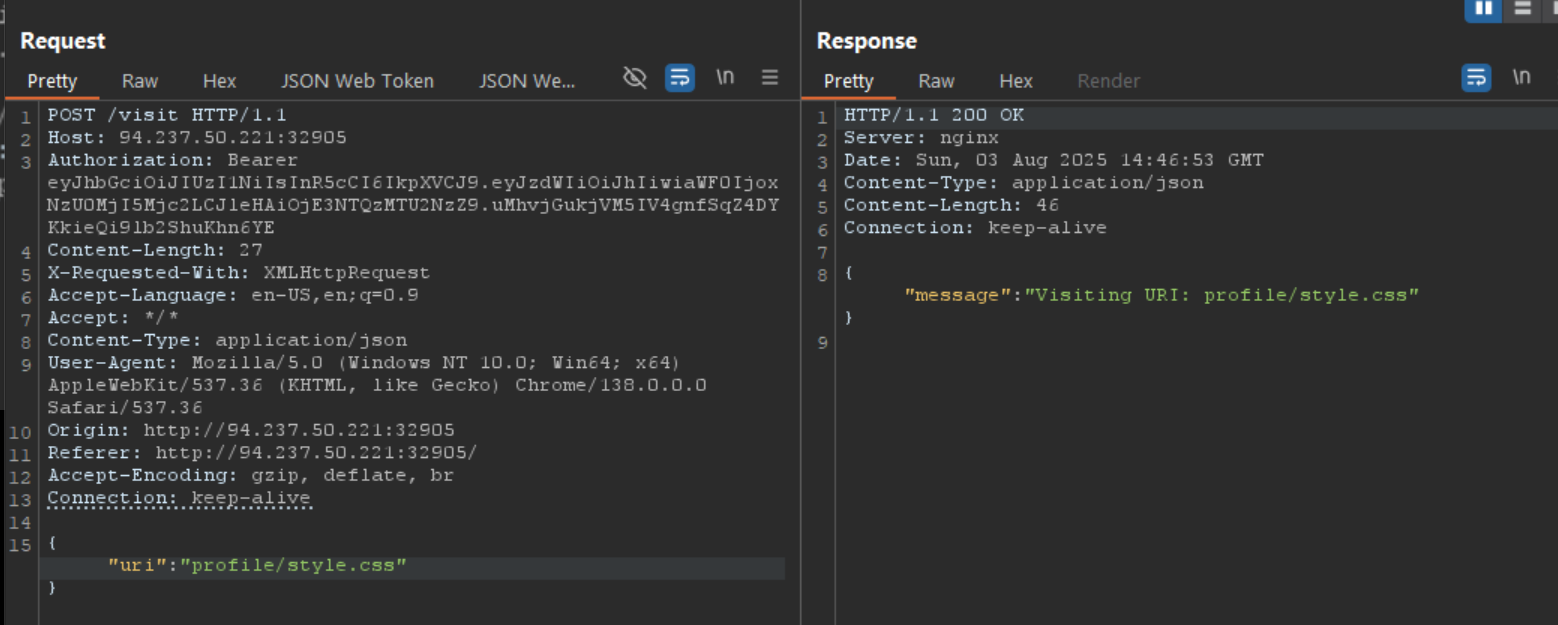 Request
Pretty Raw Hex JSON Web Token JSON We... \n
1 POST /visit HTTP/1.1
2 Host: 94.237.50.221:32905
3 Authorization: Bearer
eyJhbGciOiJIUzI1NiIsInR5cCI6IkpXVCJ9.eyJzdWIiOiJhIiwiaWF0Ijox
NzU0MjI5Mjc2LCJleHAiOjE3NTQzMTU2NzZ9.uMhvjGukjVM5IV4gnfSqZ4DY
KkieQi9lb2ShuKhn6YE
4 Content-Length: 27
5 X-Requested-With: XMLHttpRequest
6 Accept-Language: en-US,en;q=0.9
7 Accept: */*
8 Content-Type: application/json
9 User-Agent: Mozilla/5.0 (Windows NT 10.0; Win64; x64)
AppleWebKit/537.36 (KHTML, like Gecko) Chrome/138.0.0.0
Safari/537.36
10 Origin: http://94.237.50.221:32905
11 Referer: http://94.237.50.221:32905/
12 Accept-Encoding: gzip, deflate, br
13 Connection: keep-alive
14
15 {
"uri":"profile/style.css"
}
Response
Pretty Raw Hex Render \n
1 HTTP/1.1 200 OK
2 Server: nginx
3 Date: Sun, 03 Aug 2025 14:46:53 GMT
4 Content-Type: application/json
5 Content-Length: 46
6 Connection: keep-alive
7
8 {
"message":"Visiting URI: profile/style.css"
}
9